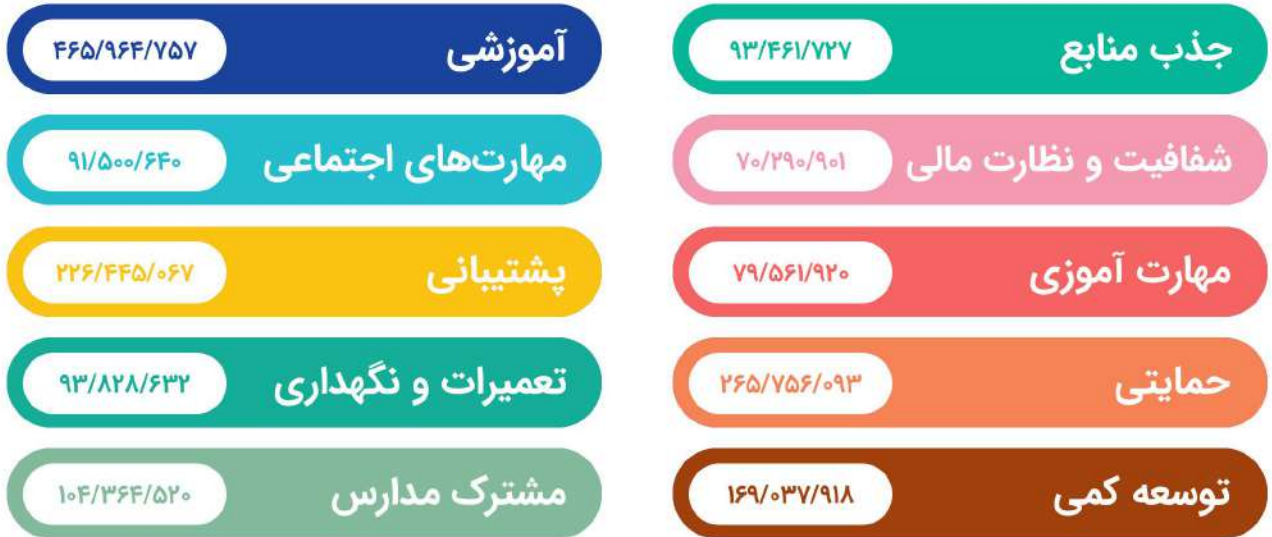 جذب منابع ۹۳/۴۶۱/۷۲۷
شفافیت و نظارت مالی ۷۰/۲۹۰/۹۰۱
مهارت آموزی ۷۹/۵۶۱/۹۲۰
حمایتی ۲۶۵/۷۵۶/۰۹۳
توسعه کمی ۱۶۹/۰۳۷/۹۱۸
آموزشی ۴۶۵/۹۶۴/۷۵۷
مهارت‌های اجتماعی ۹۱/۵۰۰/۶۴۰
پشتیبانی ۲۲۶/۴۴۵/۰۶۷
تعمیرات و نگهداری ۹۳/۸۲۸/۶۳۲
مشترک مدارس ۱۰۴/۳۶۴/۵۲۰